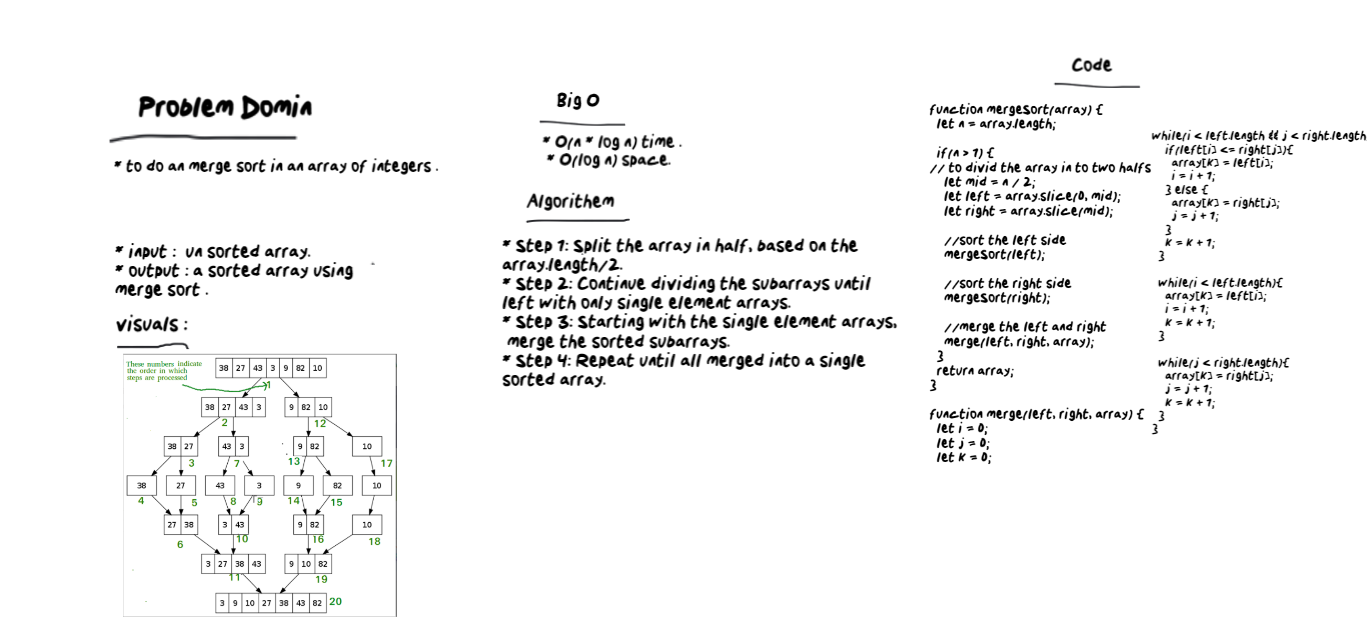 Problem Domin
* to do an merge sort in an array of integers .
* input : un sorted array.
* output : a sorted array using
merge sort .
visuals :
These numbers indicate
the order in which
steps are processed
38 27 43 3 9 82 10
1
38 27 43 3
9 82 10
2
12
38 27
43 3
9 82
10
3
7
13
17
38
27
43
3
9
82
10
4
5
8
9
14
15
27 38
3 43
9 82
10
6
10
16
18
3 27 38 43
9 10 82
11
19
3 9 10 27 38 43 82
20
Big O
* O(n * log n) time .
* O(log n) space.
Algorithem
* Step 1: Split the array in half, based on the
array.length/2.
* Step 2: Continue dividing the subarrays until
left with only single element arrays.
* Step 3: Starting with the single element arrays,
merge the sorted subarrays.
* Step 4: Repeat until all merged into a single
sorted array.
Code
function mergeSort(array) {
let n = array.length;
if(n > 1) {
// to divid the array in to two halfs
let mid = n / 2;
let left = array.slice(0, mid);
let right = array.slice(mid);
//sort the left side
mergeSort(left);
//sort the right side
mergeSort(right);
//merge the left and right
merge(left, right, array);
}
return array;
}
function merge(left, right, array) {
let i = 0;
let j = 0;
let k = 0;
while(i < left.length && j < right.length
if(left[i] <= right[j]){
array[k] = left[i];
i = i + 1;
} else {
array[k] = right[j];
j = j + 1;
}
k = k + 1;
}
while(i < left.length){
array[k] = left[i];
i = i + 1;
k = k + 1;
}
while(j < right.length){
array[k] = right[j];
j = j + 1;
k = k + 1;
}
}